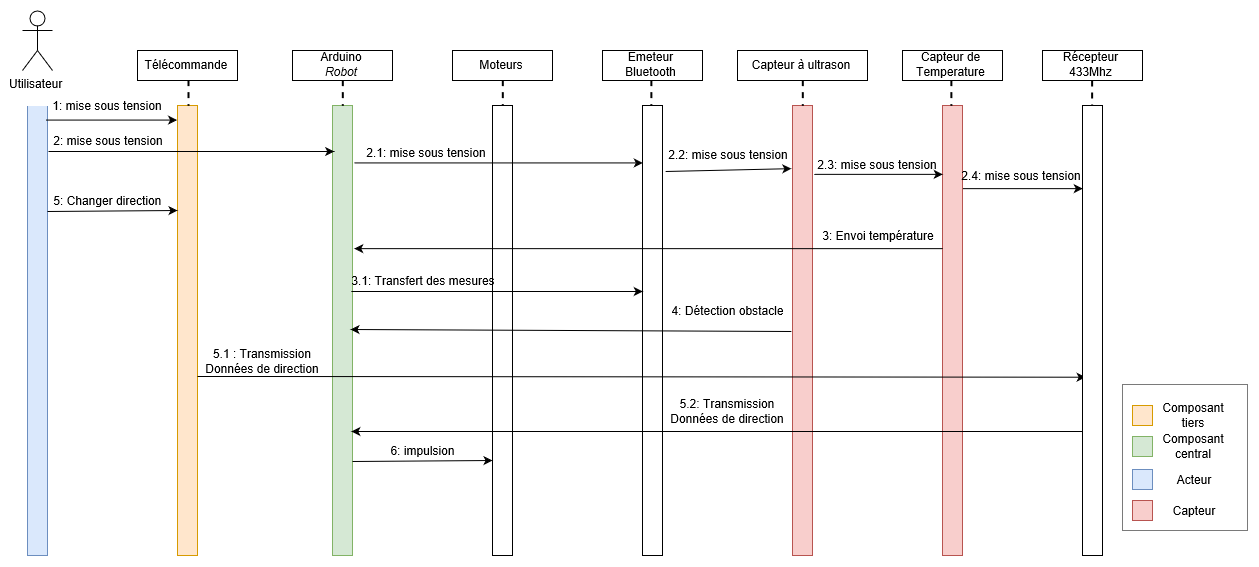 Utilisateur
Télécommande
Arduino
Robot
Moteurs
Emeteur
Bluetooth
Capteur à ultrason
Capteur de
Temperature
Récepteur
433Mhz
1: mise sous tension
2: mise sous tension
2.1: mise sous tension
2.2: mise sous tension
2.3: mise sous tension
2.4: mise sous tension
5: Changer direction
3: Envoi température
3.1: Transfert des mesures
4: Détection obstacle
5.1 : Transmission
Données de direction
5.2: Transmission
Données de direction
6: impulsion
Composant
tiers
Composant
central
Acteur
Capteur